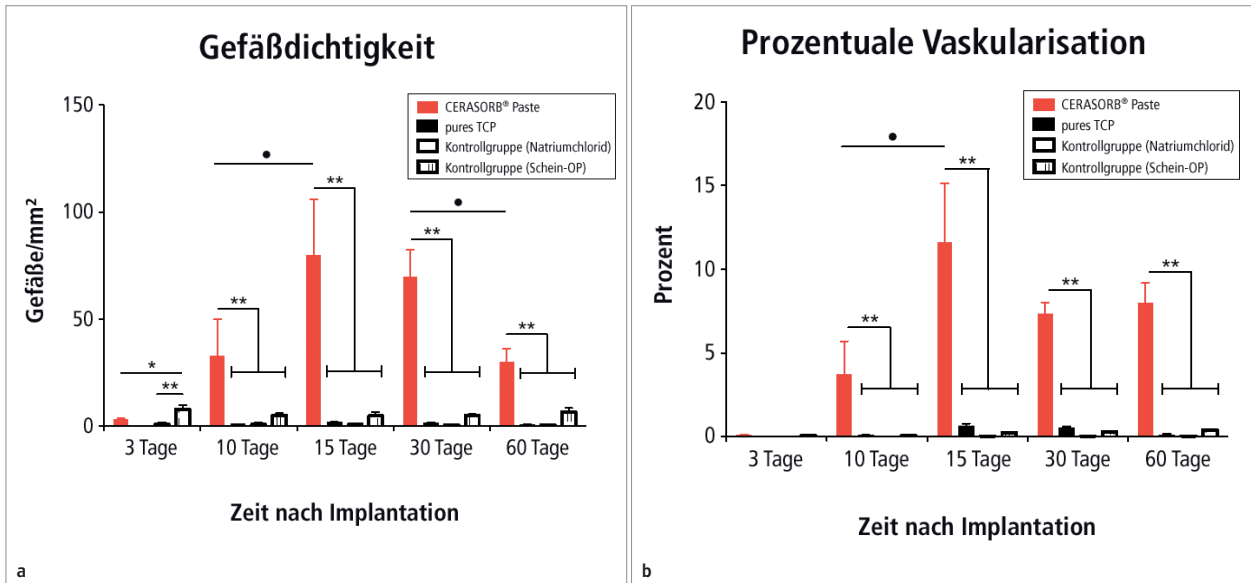 Gefäßdichtigkeit
CERASORB® Paste
pures TCP
Kontrollgruppe (Natriumchlorid)
Kontrollgruppe (Schein-OP)
Gefäße/mm²
150
100
50
0
*
**
**
●
**
**
●
**
3 Tage
10 Tage
15 Tage
30 Tage
60 Tage
Zeit nach Implantation
a
Prozentuale Vaskularisation
CERASORB® Paste
pures TCP
Kontrollgruppe (Natriumchlorid)
Kontrollgruppe (Schein-OP)
Prozent
20
15
10
5
0
●
**
**
**
**
3 Tage
10 Tage
15 Tage
30 Tage
60 Tage
Zeit nach Implantation
b